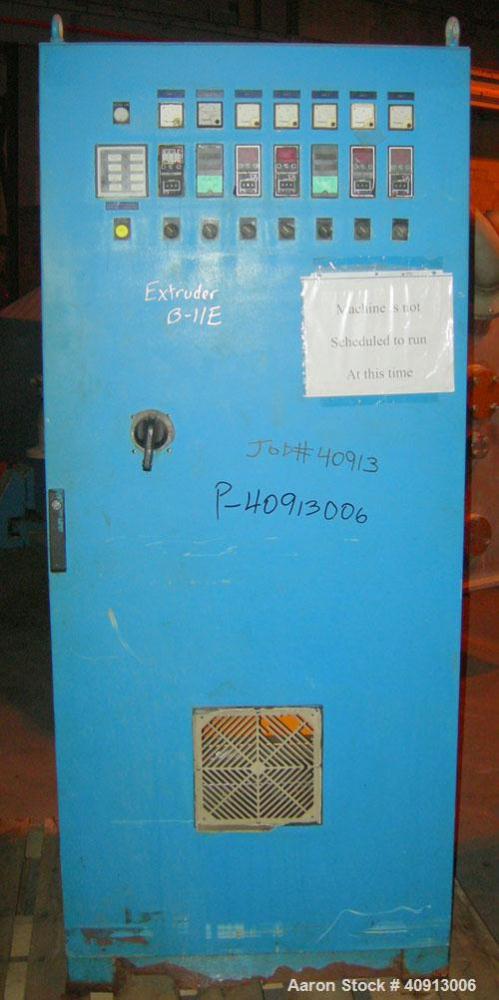 Extruder
B-11E
Machine is not
Scheduled to run
At this time
Job# 40913
P-40913006
Aaron Stock # 40913006